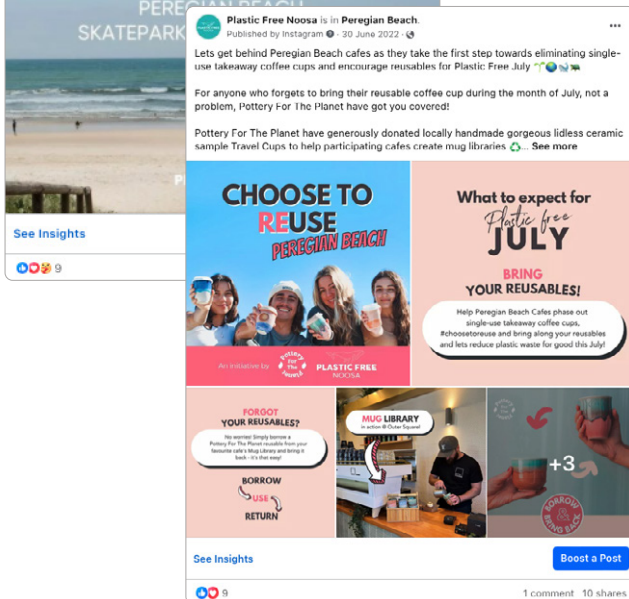 PEREGIAN BEACH
SKATEPARK
See Insights
9
Plastic Free Noosa is in Peregian Beach.
Published by Instagram · 30 June 2022 ·
Lets get behind Peregian Beach cafes as they take the first step towards eliminating single-
use takeaway coffee cups and encourage reusables for Plastic Free July 🌱🌍🐋🐢
For anyone who forgets to bring their reusable coffee cup during the month of July, not a
problem, Pottery For The Planet have got you covered!
Pottery For The Planet have generously donated locally handmade gorgeous lidless ceramic
sample Travel Cups to help participating cafes create mug libraries ♻️... See more
CHOOSE TO
REUSE
PEREGIAN BEACH
An initiative by
Pottery
For
The
Planet
PLASTIC FREE
NOOSA
What to expect for
Plastic free
JULY
BRING
YOUR REUSABLES!
Help Peregian Beach Cafes phase out
single-use takeaway coffee cups,
#choosetoreuse and bring along your reusables
and lets reduce plastic waste for good this July!
FORGOT
YOUR REUSABLES?
No worries! Simply borrow a
Pottery For The Planet reusable from your
favourite cafe's Mug Library and bring it
back - it's that easy!
BORROW
USE
RETURN
MUG LIBRARY
in action @ Outer Square!
+3
BORROW
&
BRING BACK
See Insights
Boost a Post
9
1 comment 10 shares